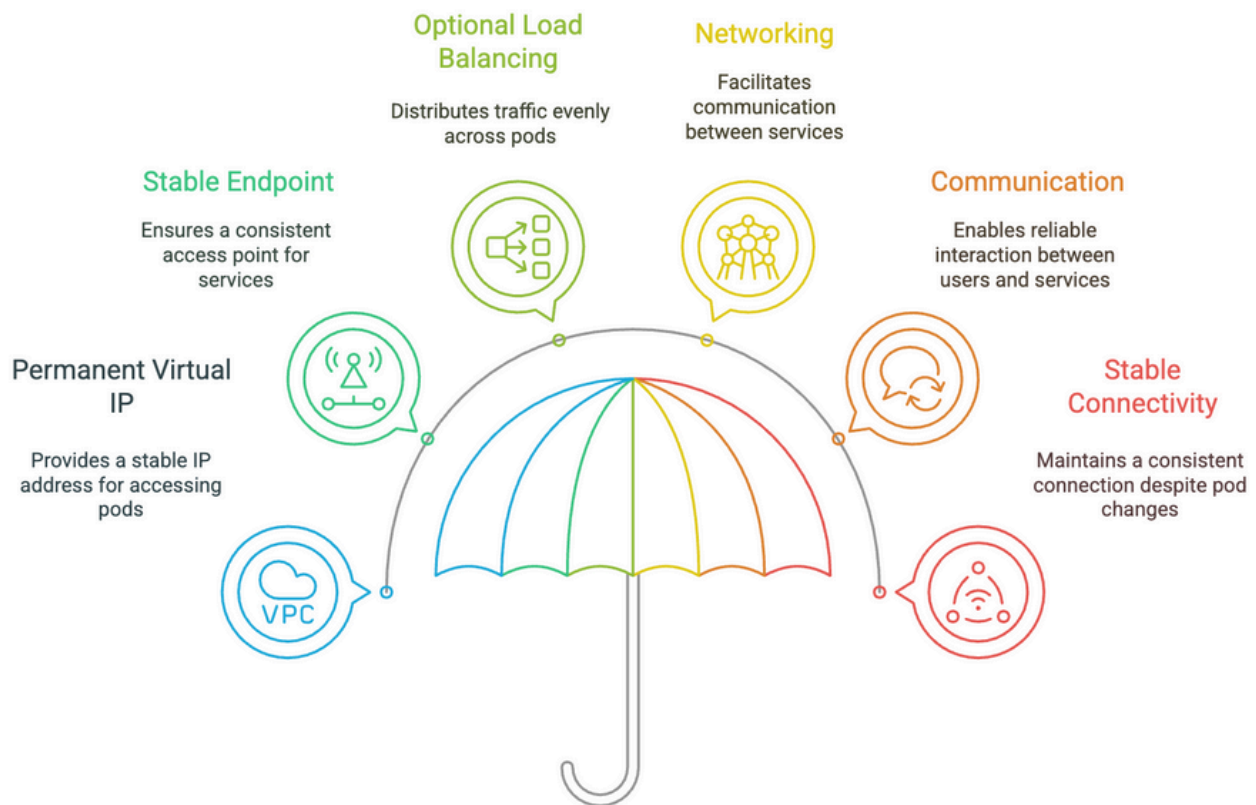 Optional Load
Balancing
Distributes traffic evenly
across pods
Networking
Facilitates
communication
between services
Stable Endpoint
Ensures a consistent
access point for
services
Communication
Enables reliable
interaction between
users and services
Permanent Virtual
IP
Provides a stable IP
address for accessing
pods
Stable
Connectivity
Maintains a consistent
connection despite pod
changes
VPC